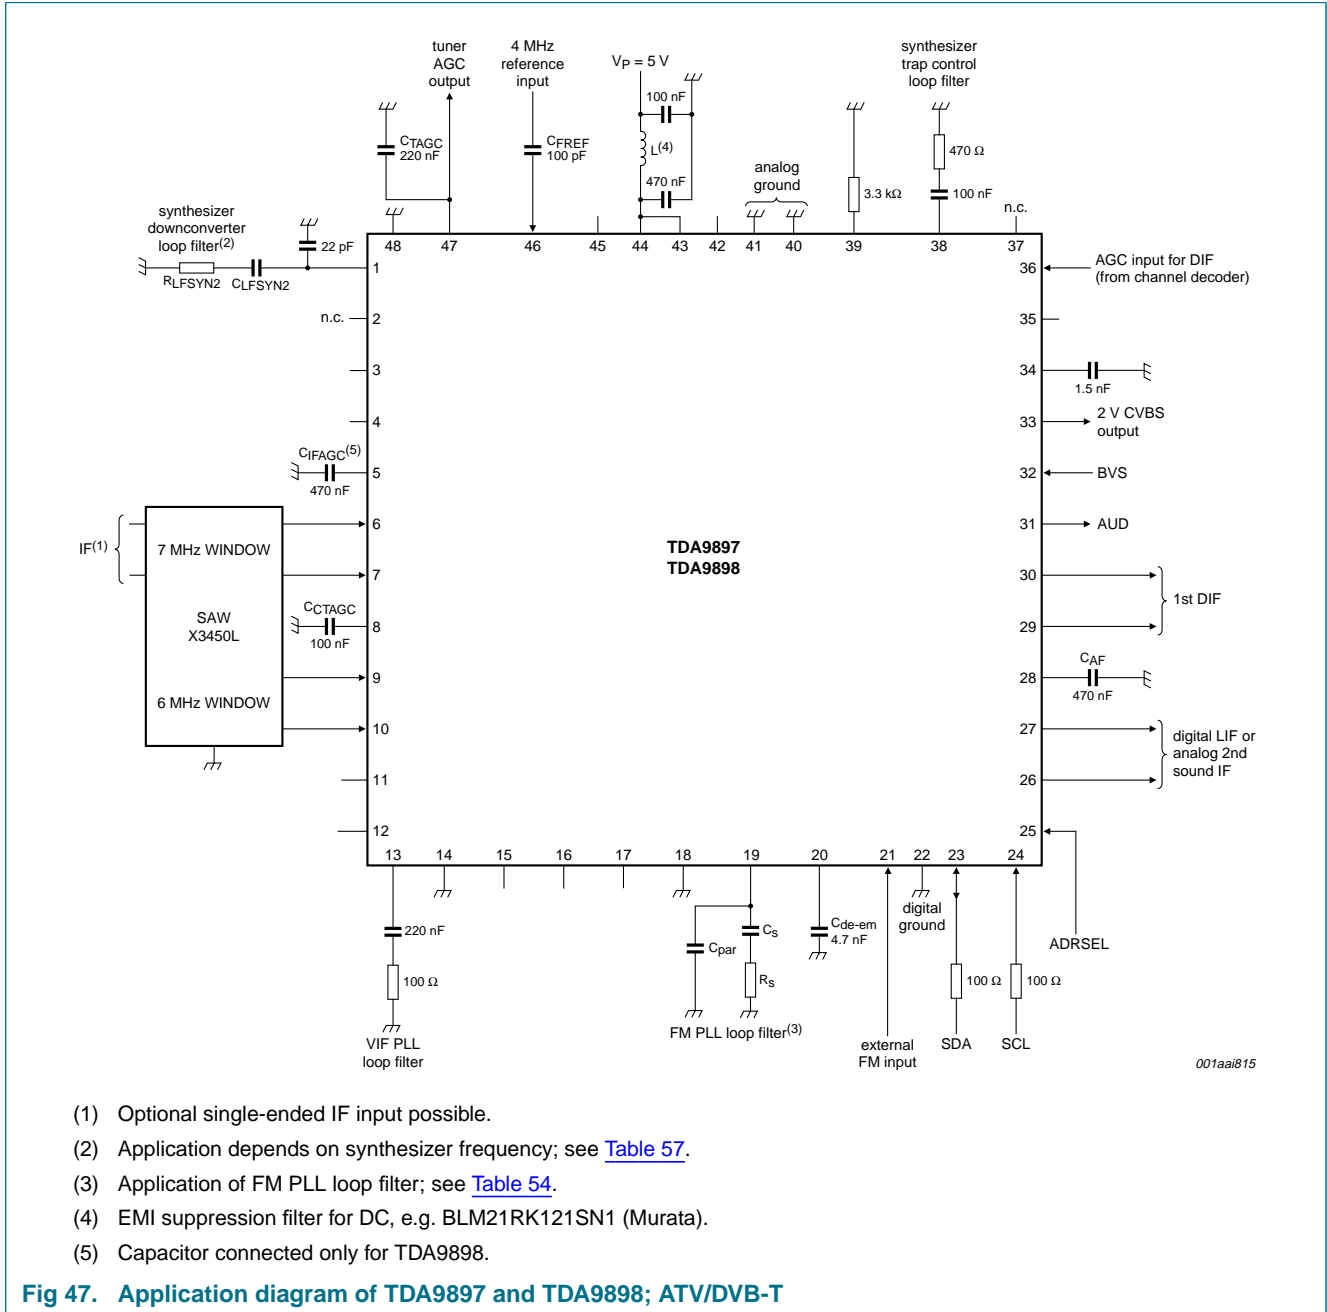 tuner
AGC
output
4 MHz
reference
input
VP = 5 V
synthesizer
trap control
loop filter
100 nF
CTAGC
220 nF
CFREF
100 pF
L(4)
470 nF
analog
ground
3.3 kΩ
470 Ω
100 nF
n.c.
synthesizer
downconverter
loop filter(2)
22 pF
RLFSYN2
CLFSYN2
48
47
46
45
44
43
42
41
40
39
38
37
1
n.c.
2
3
4
CIFAGC(5)
470 nF
5
IF(1)
7 MHz WINDOW
SAW
X3450L
6 MHz WINDOW
6
7
CCTAGC
100 nF
8
9
10
11
12
TDA9897
TDA9898
36
AGC input for DIF
(from channel decoder)
35
34
1.5 nF
33
2 V CVBS
output
32
BVS
31
AUD
30
29
1st DIF
28
CAF
470 nF
27
26
digital LIF or
analog 2nd
sound IF
25
13
14
15
16
17
18
19
20
21
22
23
24
220 nF
100 Ω
VIF PLL
loop filter
Cpar
Cs
Rs
FM PLL loop filter(3)
Cde-em
4.7 nF
external
FM input
digital
ground
100 Ω
SDA
100 Ω
SCL
ADRSEL
001aai815
(1) Optional single-ended IF input possible.
(2) Application depends on synthesizer frequency; see Table 57.
(3) Application of FM PLL loop filter; see Table 54.
(4) EMI suppression filter for DC, e.g. BLM21RK121SN1 (Murata).
(5) Capacitor connected only for TDA9898.
Fig 47. Application diagram of TDA9897 and TDA9898; ATV/DVB-T